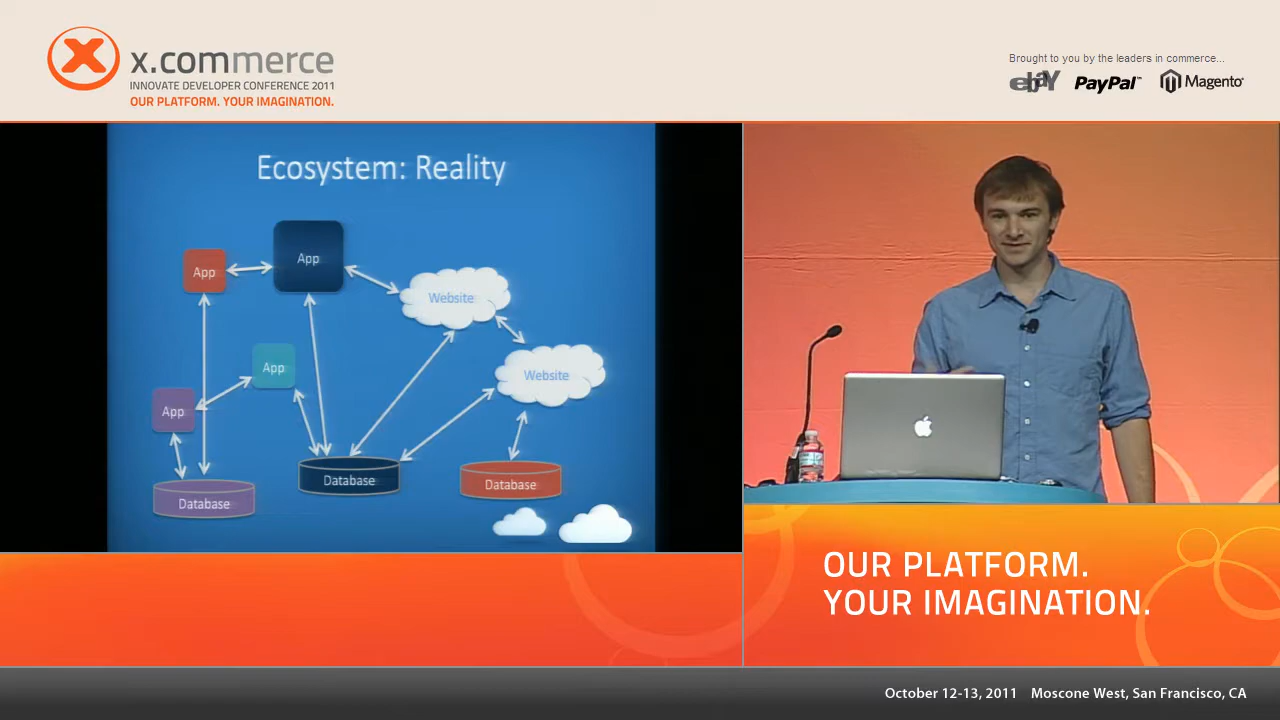 x.commerce
INNOVATE DEVELOPER CONFERENCE 2011
OUR PLATFORM. YOUR IMAGINATION.
Brought to you by the leaders in commerce...
ebaY PayPal™ Magento®
Ecosystem: Reality
App
App
Website
App
Website
App
Database
Database
Database
OUR PLATFORM.
YOUR IMAGINATION.
October 12-13, 2011 Moscone West, San Francisco, CA